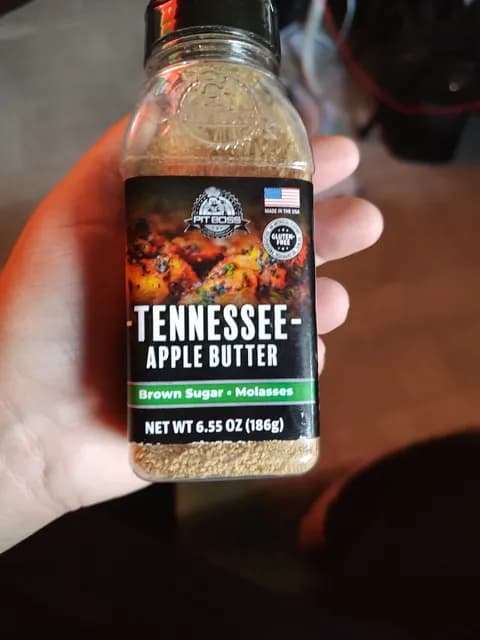 PIT BOSS
MADE IN THE USA
GLUTEN-
FREE
TENNESSEE
APPLE BUTTER
Brown Sugar • Molasses
NET WT 6.55 OZ (186g)